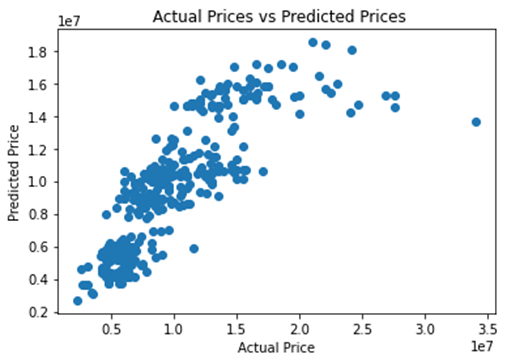 Actual Prices vs Predicted Prices
1e7
1.8
1.6
1.4
1.2
1.0
0.8
0.6
0.4
0.2
Predicted Price
0.5 1.0 1.5 2.0 2.5 3.0 3.5
1e7
Actual Price